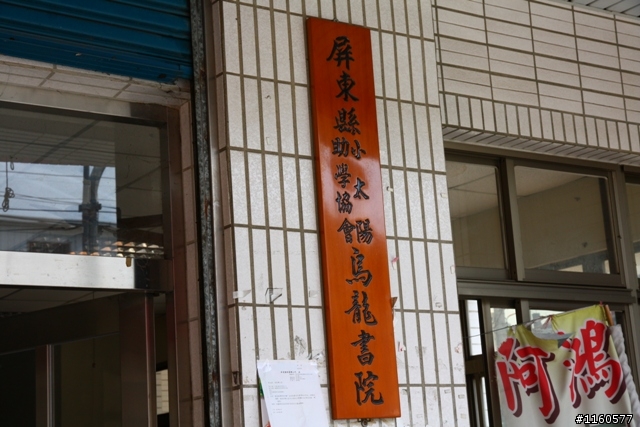 屏東縣
小太陽
助學協會
烏龍書院
阿鴻
#1160577